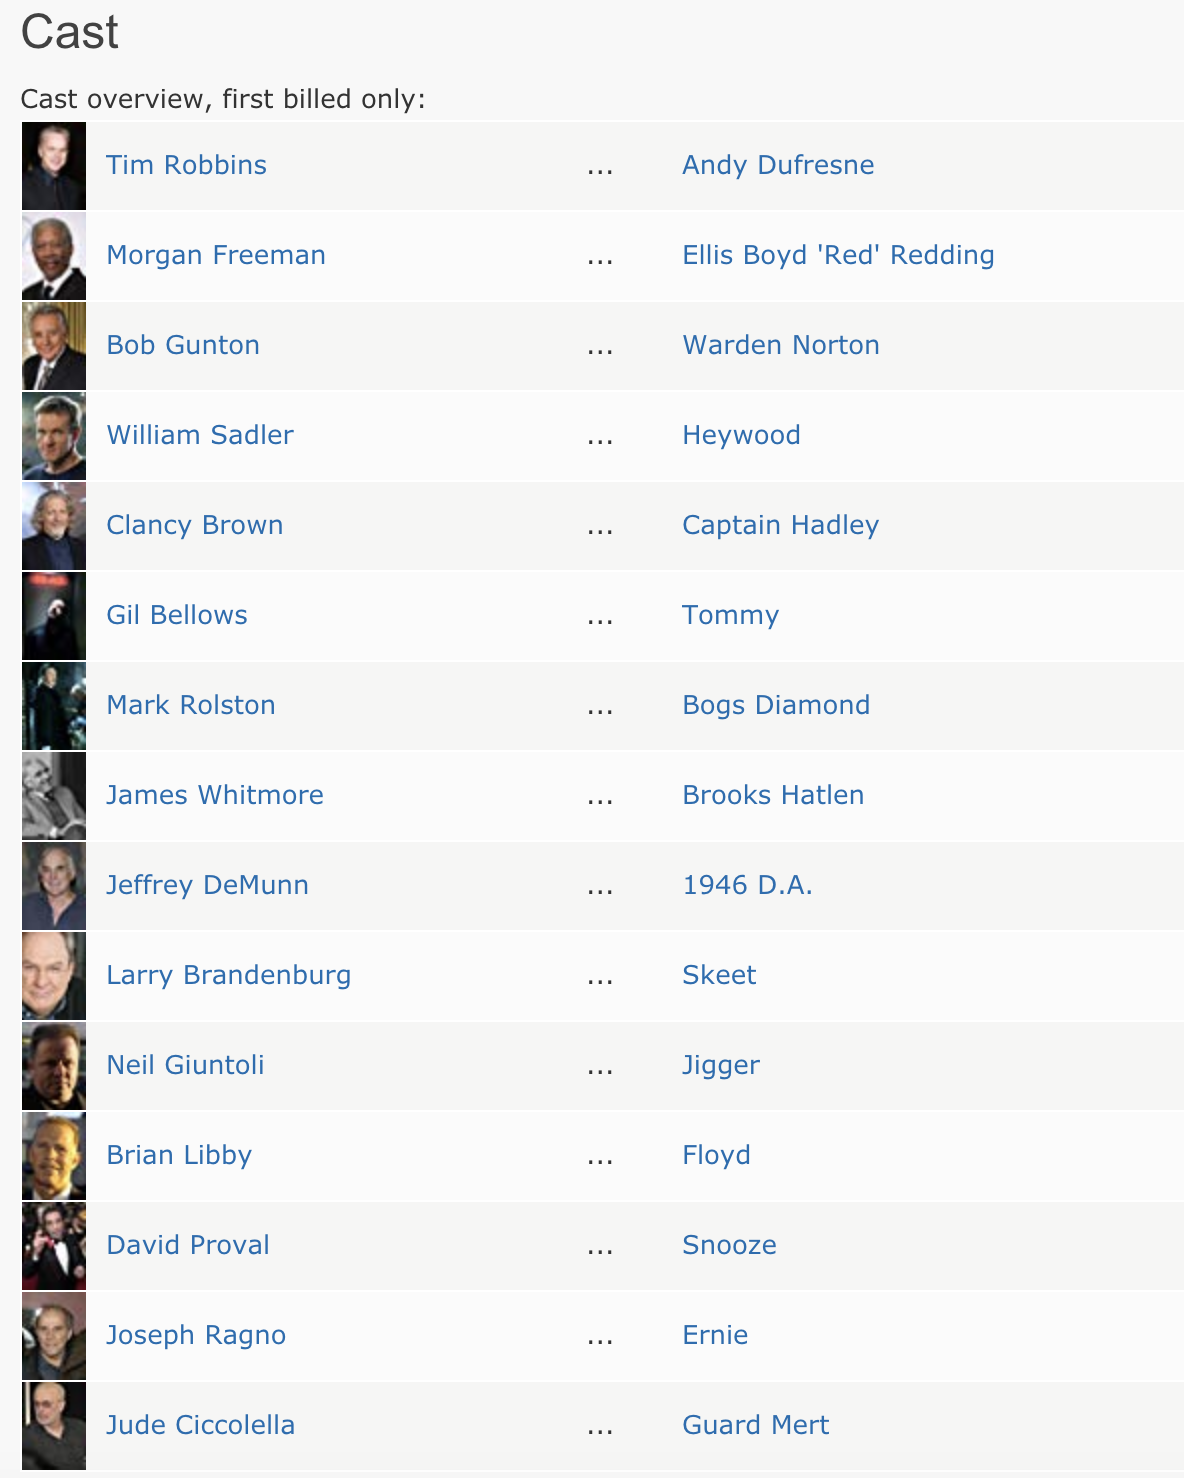 Cast
Cast overview, first billed only:
Tim Robbins ... Andy Dufresne
Morgan Freeman ... Ellis Boyd 'Red' Redding
Bob Gunton ... Warden Norton
William Sadler ... Heywood
Clancy Brown ... Captain Hadley
Gil Bellows ... Tommy
Mark Rolston ... Bogs Diamond
James Whitmore ... Brooks Hatlen
Jeffrey DeMunn ... 1946 D.A.
Larry Brandenburg ... Skeet
Neil Giuntoli ... Jigger
Brian Libby ... Floyd
David Proval ... Snooze
Joseph Ragno ... Ernie
Jude Ciccolella ... Guard Mert